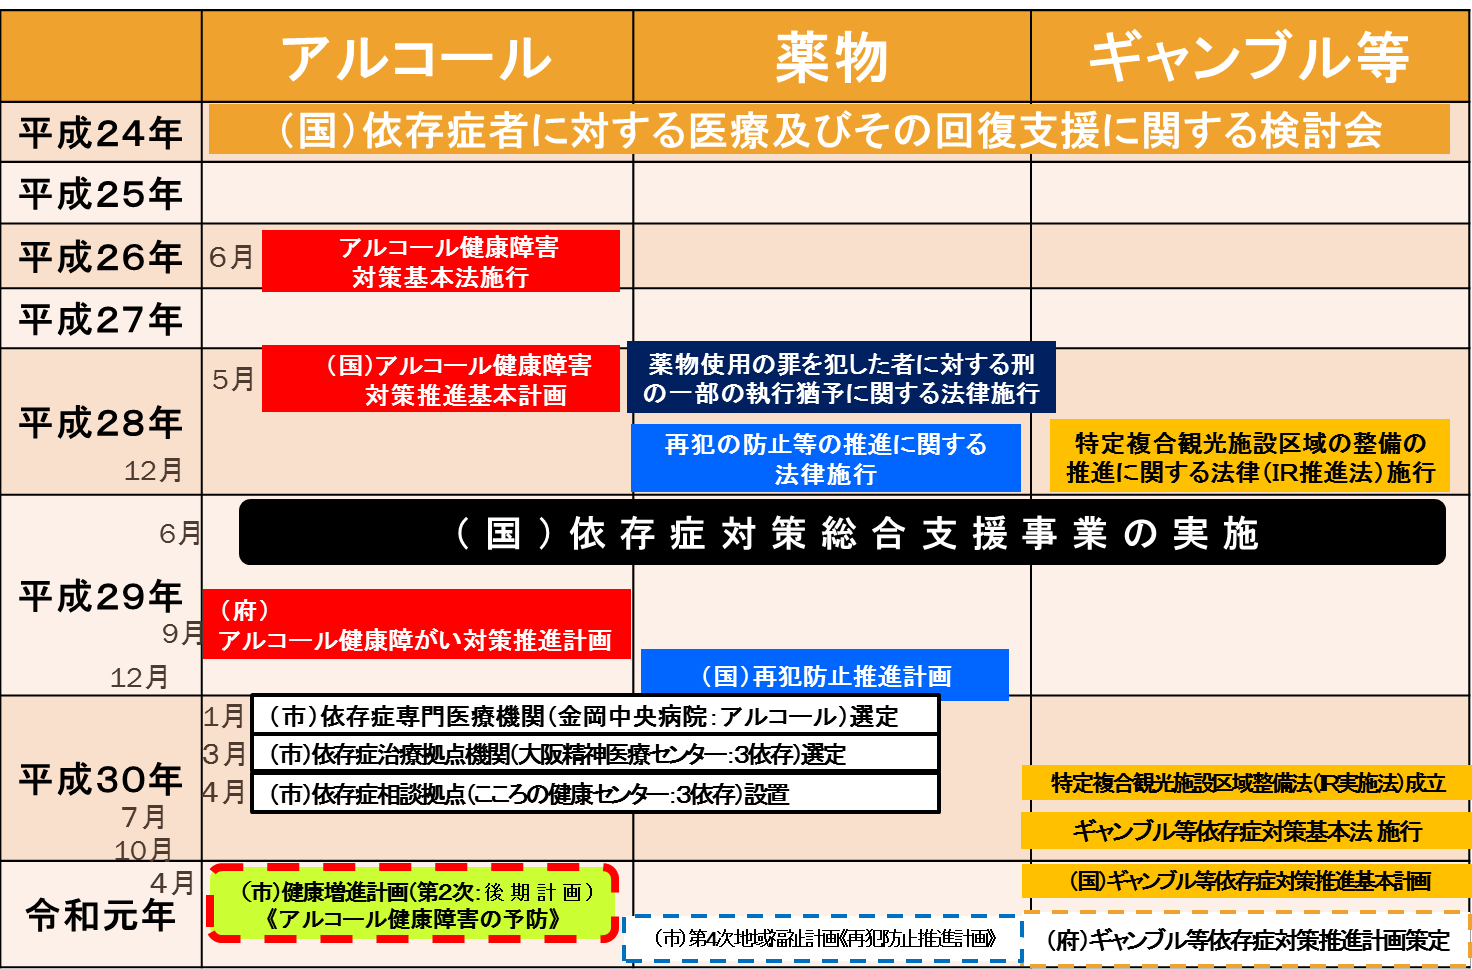 アルコール
薬物
ギャンブル等
平成24年
（国）依存症者に対する医療及びその回復支援に関する検討会
平成25年
平成26年
6月
アルコール健康障害
対策基本法施行
平成27年
平成28年
5月
（国）アルコール健康障害
対策推進基本計画
薬物使用の罪を犯した者に対する刑
の一部の執行猶予に関する法律施行
12月
再犯の防止等の推進に関する
法律施行
特定複合観光施設区域の整備の
推進に関する法律（IR推進法）施行
平成29年
6月
（国）依存症対策総合支援事業の実施
9月
（府）
アルコール健康障がい対策推進計画
12月
（国）再犯防止推進計画
平成30年
1月
（市）依存症専門医療機関（金岡中央病院：アルコール）選定
3月
（市）依存症治療拠点機関（大阪精神医療センター：3依存）選定
4月
（市）依存症相談拠点（こころの健康センター：3依存）設置
7月
特定複合観光施設区域整備法（IR実施法）成立
10月
ギャンブル等依存症対策基本法 施行
令和元年
4月
（市）健康増進計画（第2次：後期計画）
《アルコール健康障害の予防》
（国）ギャンブル等依存症対策推進基本計画
（市）第4次地域福祉計画《再犯防止推進計画》
（府）ギャンブル等依存症対策推進計画策定